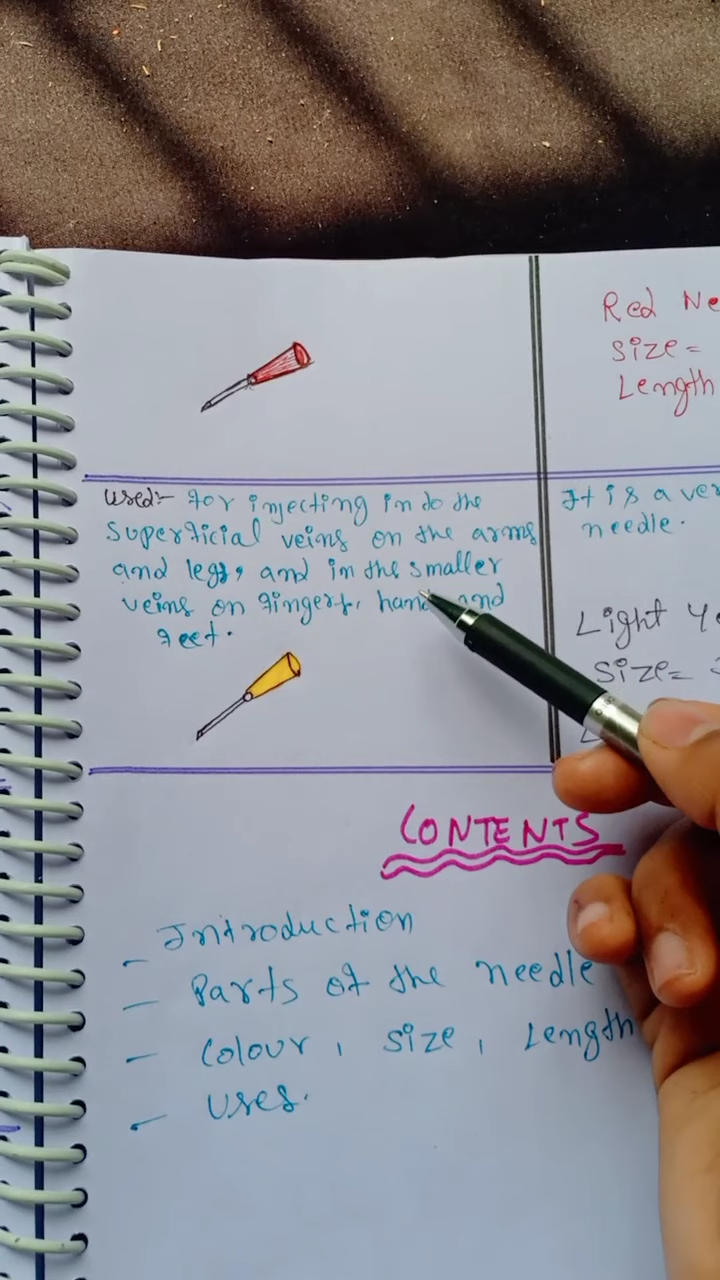 Red Ne
Size=
Length
Used:- for injecting in to the
superficial veins on the arms
and legs, and in the smaller
veins on fingers, hand and
feet.
It is a ver
needle.
Light Ye
Size=
CONTENTS
- Introduction
- Parts of the needle
- Colour, Size, Length
- Uses.